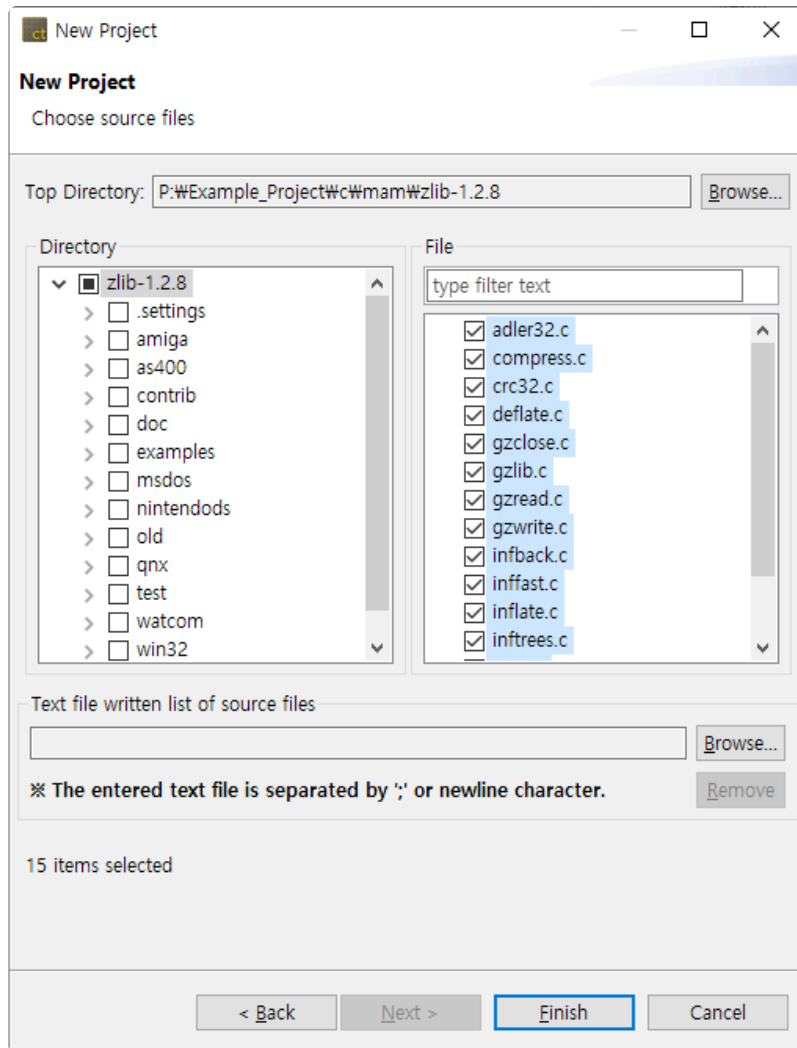 ct New Project
New Project
Choose source files
Top Directory: P:₩Example_Project₩c₩mam₩zlib-1.2.8 Browse...
Directory
zlib-1.2.8
.settings
amiga
as400
contrib
doc
examples
msdos
nintendods
old
qnx
test
watcom
win32
File
type filter text
adler32.c
compress.c
crc32.c
deflate.c
gzclose.c
gzlib.c
gzread.c
gzwrite.c
infback.c
inffast.c
inflate.c
inftrees.c
Text file written list of source files
Browse...
※ The entered text file is separated by ';' or newline character. Remove
15 items selected
< Back Next > Finish Cancel